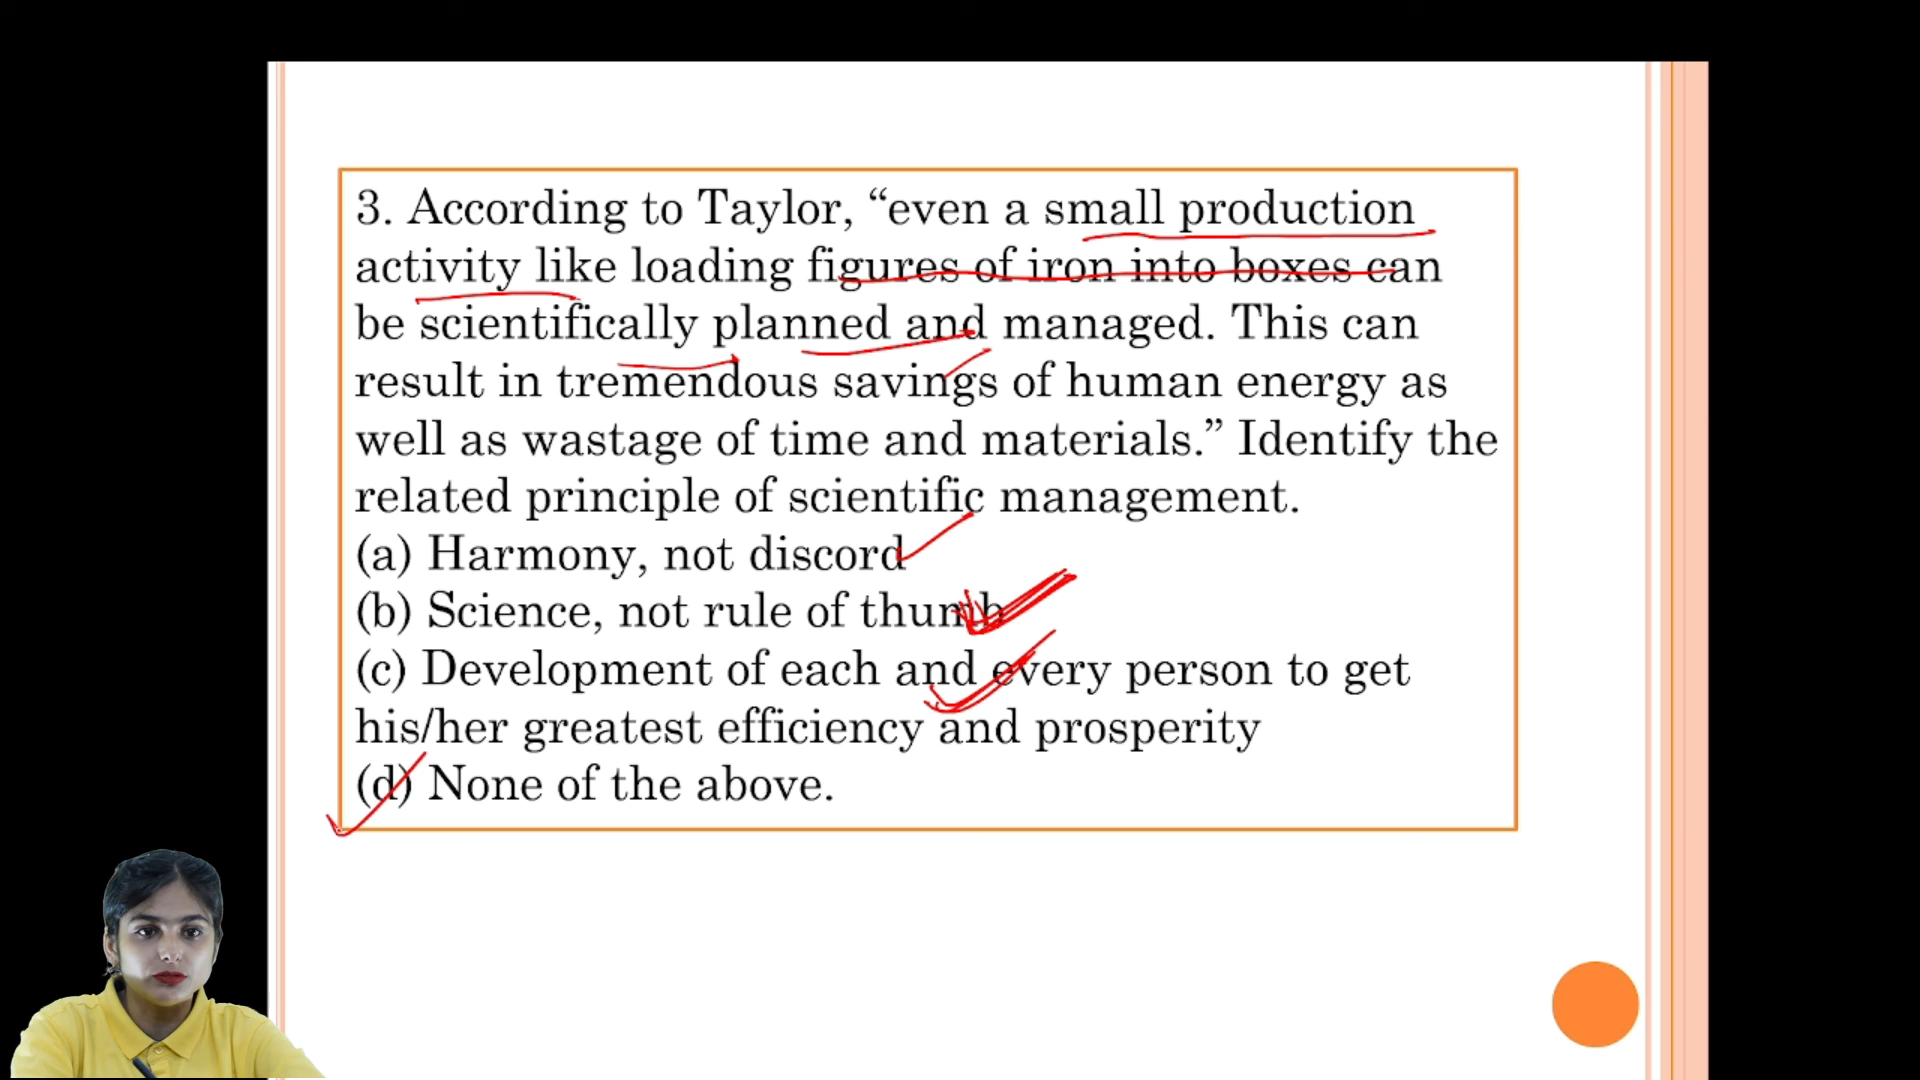 3. According to Taylor, “even a small production
activity like loading figures of iron into boxes can
be scientifically planned and managed. This can
result in tremendous savings of human energy as
well as wastage of time and materials.” Identify the
related principle of scientific management.
(a) Harmony, not discord
(b) Science, not rule of thumb
(c) Development of each and every person to get
his/her greatest efficiency and prosperity
(d) None of the above.